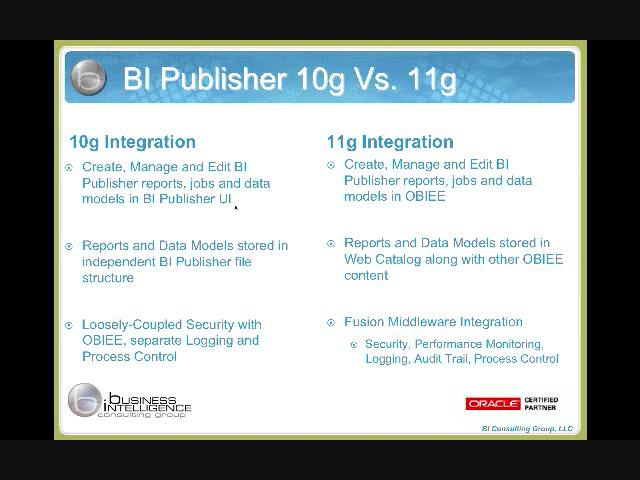 BI Publisher 10g Vs. 11g
10g Integration
Create, Manage and Edit BI
Publisher reports, jobs and data
models in BI Publisher UI
Reports and Data Models stored in
independent BI Publisher file
structure
Loosely-Coupled Security with
OBIEE, separate Logging and
Process Control
11g Integration
Create, Manage and Edit BI
Publisher reports, jobs and data
models in OBIEE
Reports and Data Models stored in
Web Catalog along with other OBIEE
content
Fusion Middleware Integration
Security, Performance Monitoring,
Logging, Audit Trail, Process Control
BUSINESS
INTELLIGENCE
consulting group
ORACLE CERTIFIED
PARTNER
BI Consulting Group, LLC